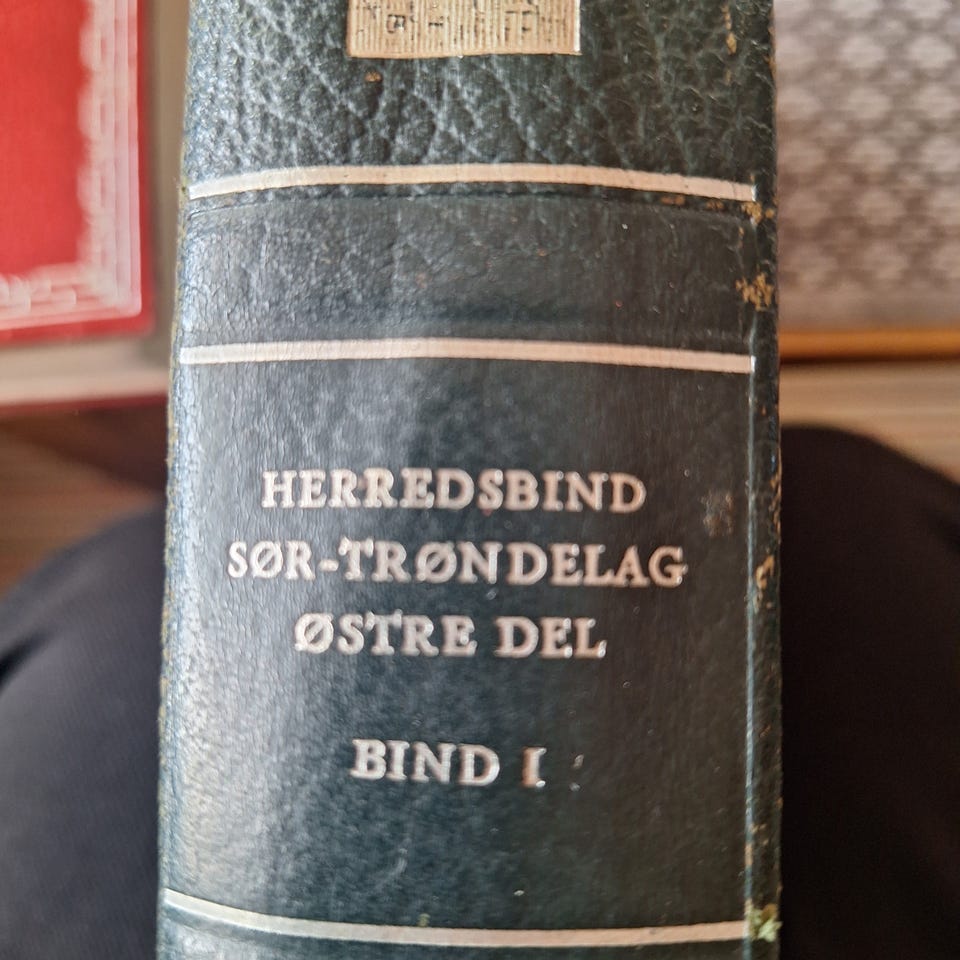 HERREDSBIND
SØR-TRØNDELAG
ØSTRE DEL
BIND I